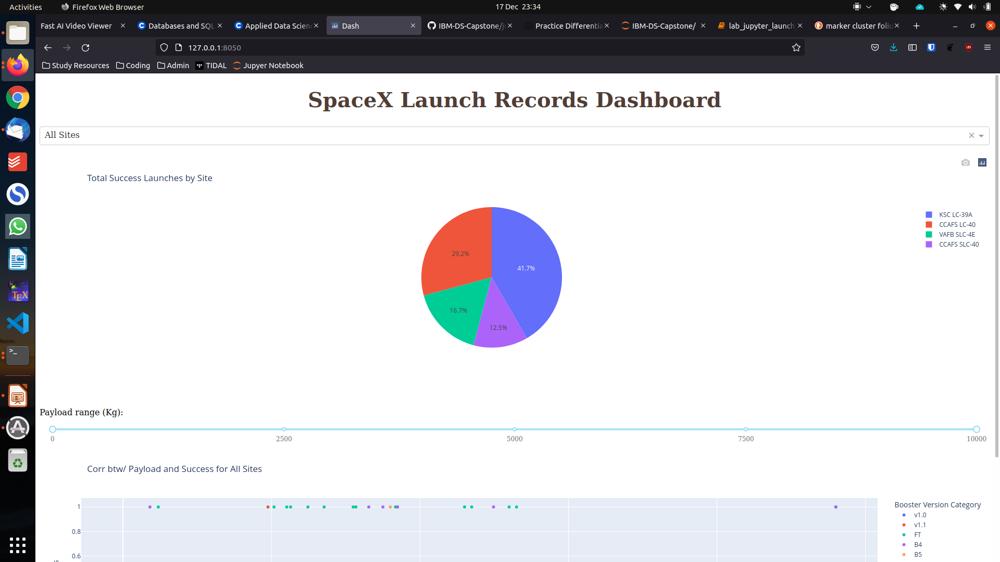 Activities
Firefox Web Browser
17 Dec 23:34
Fast AI Video Viewer
Databases and SQL
Applied Data Scien
Dash
IBM-DS-Capstone/j
Practice Differentia
IBM-DS-Capstone/
lab_jupyter_launch
marker cluster foliu
127.0.0.1:8050
Study Resources
Coding
Admin
TIDAL
Jupyer Notebook
SpaceX Launch Records Dashboard
All Sites
Total Success Launches by Site
KSC LC-39A
CCAFS LC-40
VAFB SLC-4E
CCAFS SLC-40
29.2%
41.7%
16.7%
12.5%
Payload range (Kg):
0 2500 5000 7500 10000
Corr btw/ Payload and Success for All Sites
1
0.8
0.6
Booster Version Category
v1.0
v1.1
FT
B4
B5